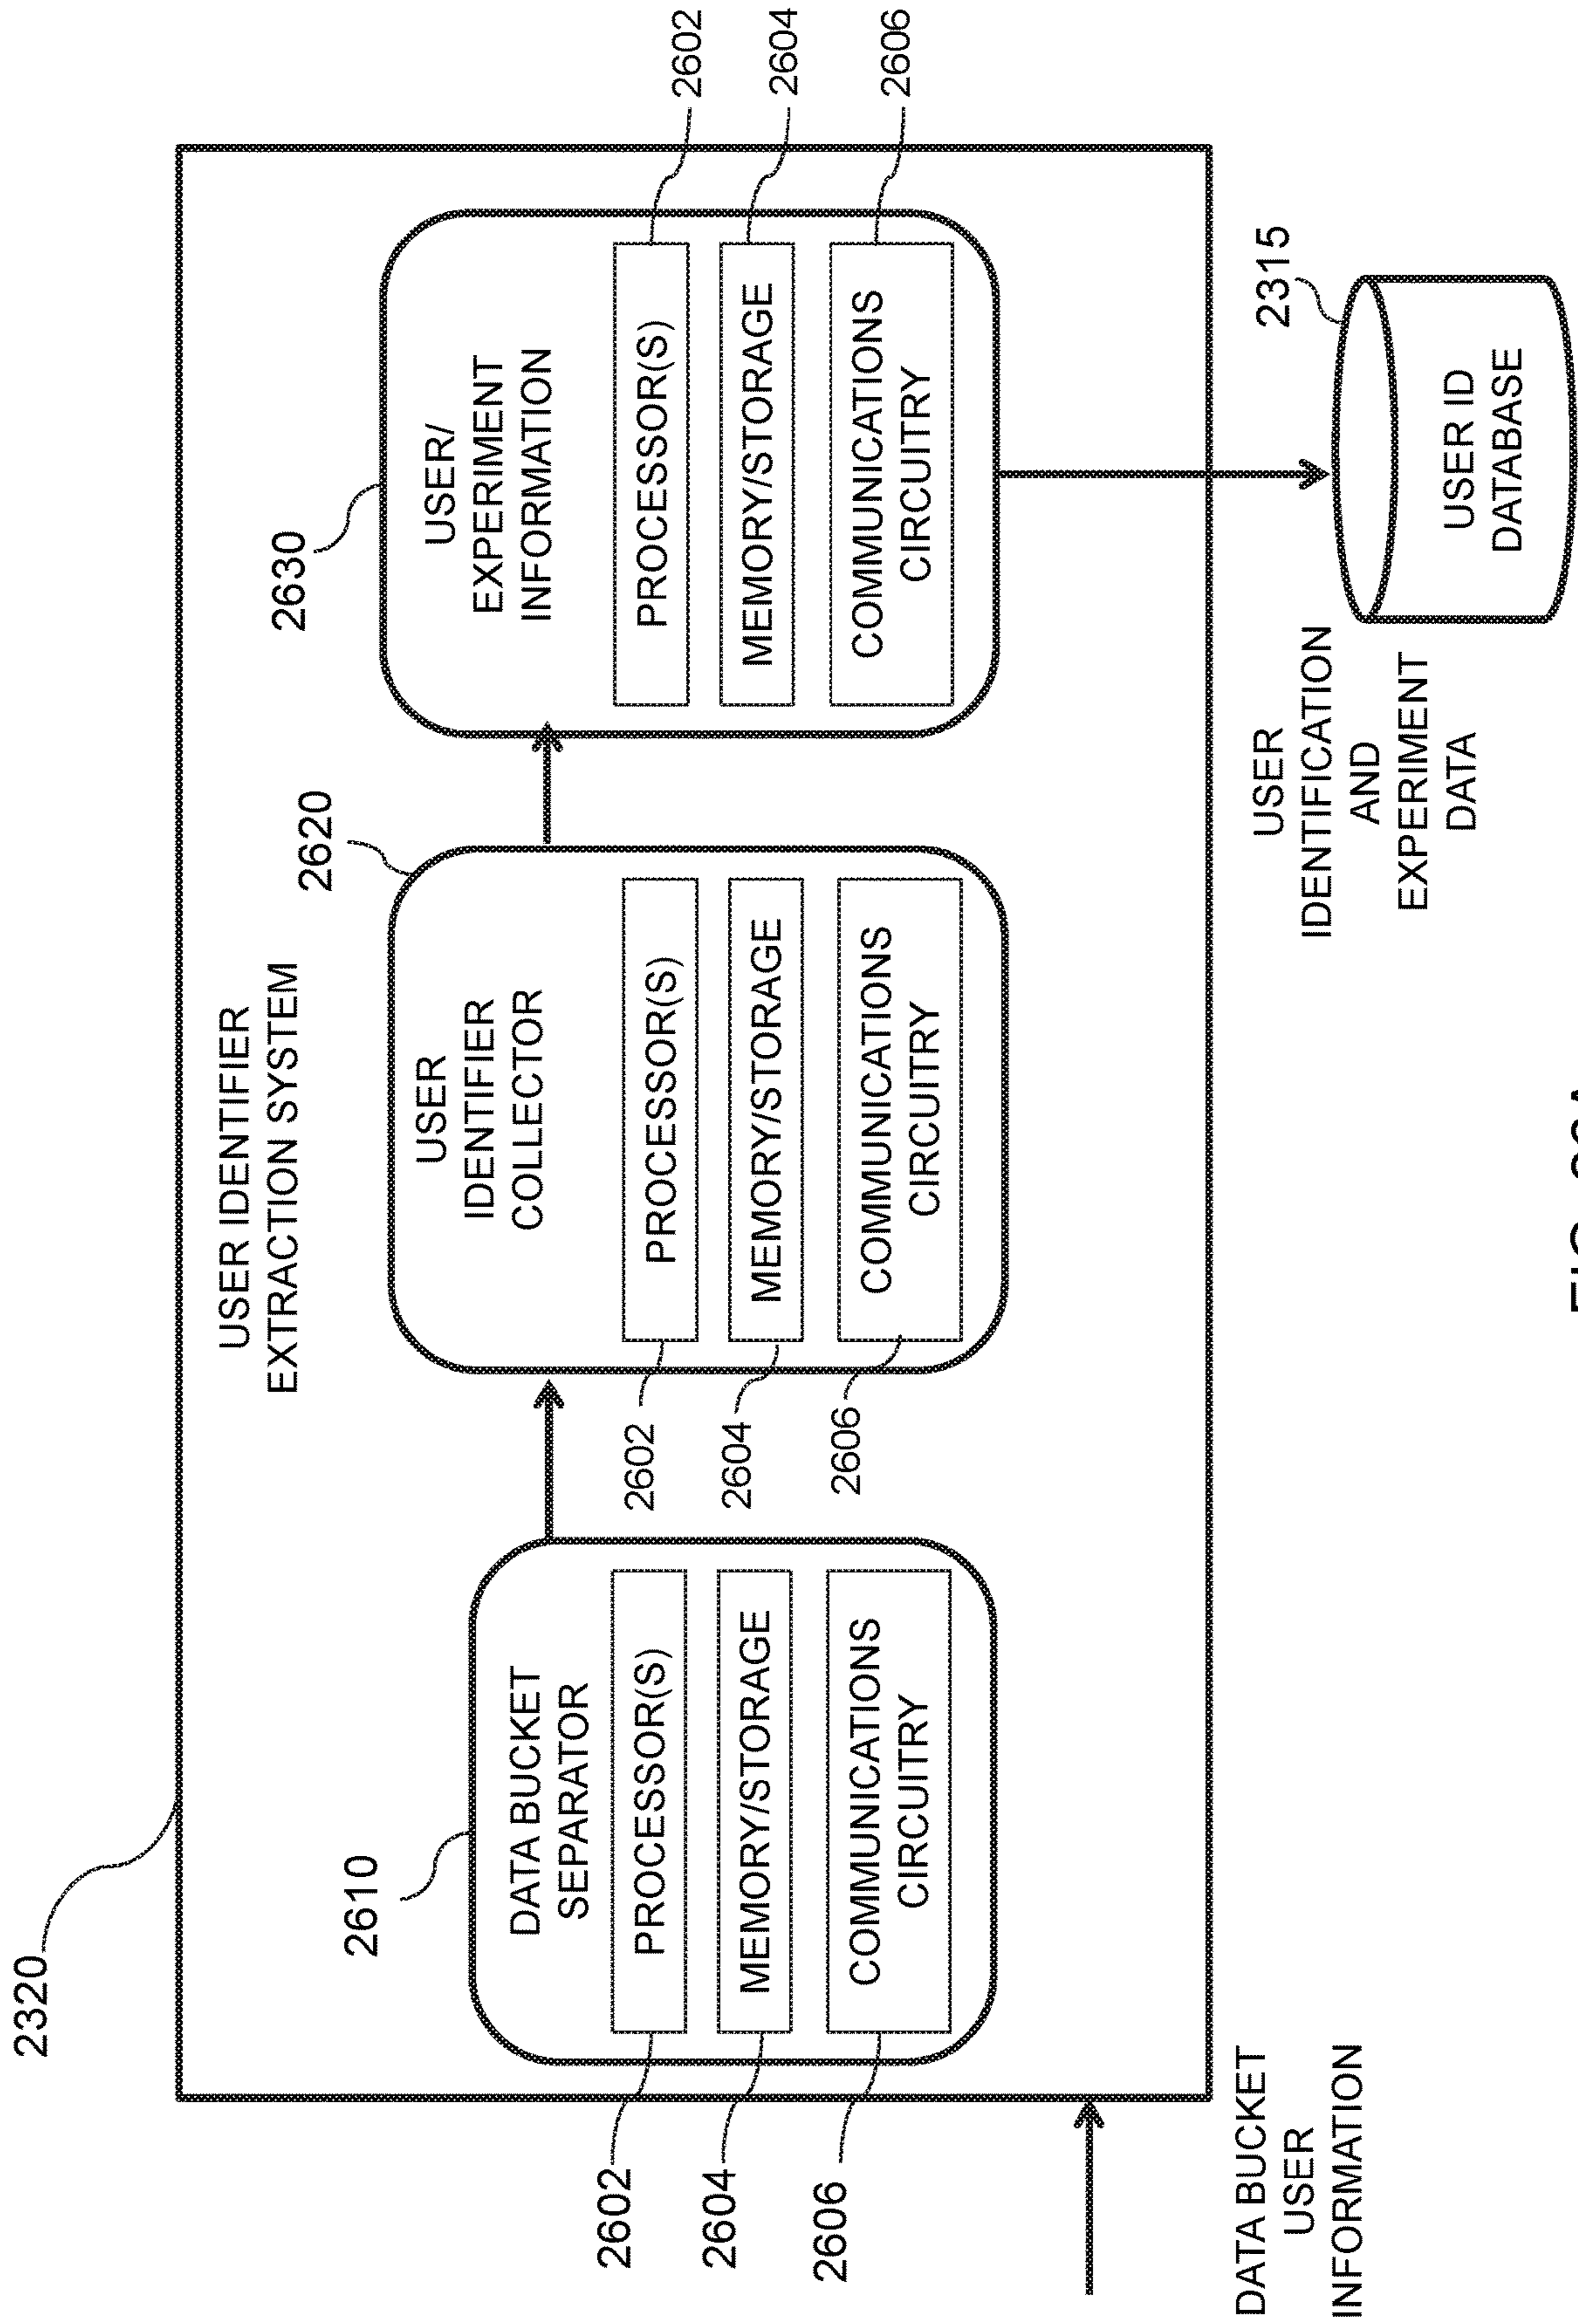 2320
USER IDENTIFIER
EXTRACTION SYSTEM
2610
DATA BUCKET
SEPARATOR
PROCESSOR(S)
MEMORY/STORAGE
COMMUNICATIONS
CIRCUITRY
2602
2604
2606
2620
USER
IDENTIFIER
COLLECTOR
PROCESSOR(S)
MEMORY/STORAGE
COMMUNICATIONS
CIRCUITRY
2602
2604
2606
2630
USER/
EXPERIMENT
INFORMATION
PROCESSOR(S)
MEMORY/STORAGE
COMMUNICATIONS
CIRCUITRY
2602
2604
2606
DATA BUCKET
USER
INFORMATION
USER
IDENTIFICATION
AND
EXPERIMENT
DATA
2315
USER ID
DATABASE